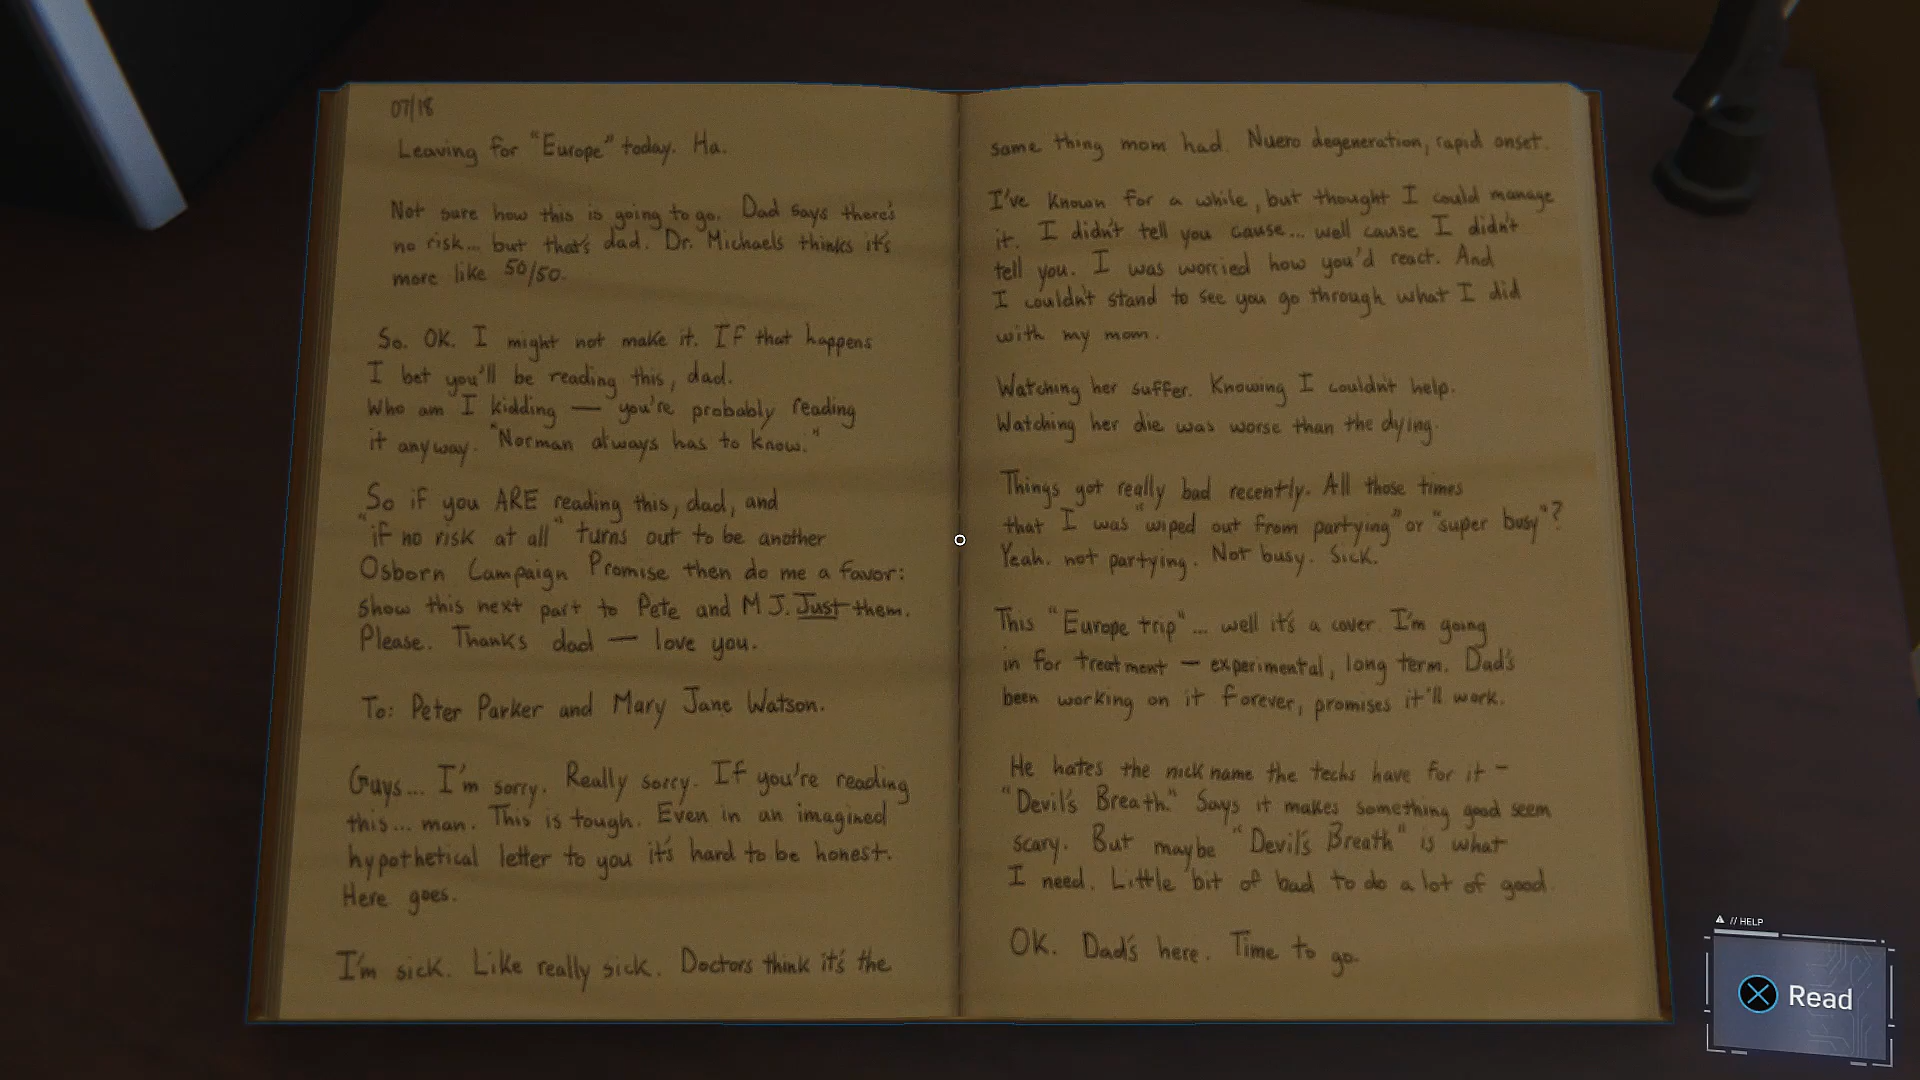 07/18
Leaving for "Europe" today. Ha.
Not sure how this is going to go. Dad says there's
no risk... but that's dad. Dr. Michaels thinks it's
more like 50/50.
So. OK. I might not make it. If that happens
I bet you'll be reading this, dad.
Who am I kidding — you're probably reading
it anyway. "Norman always has to know."
So if you ARE reading this, dad, and
"if no risk at all" turns out to be another
Osborn Campaign Promise then do me a favor:
show this next part to Pete and MJ. Just them.
Please. Thanks dad — love you.
To: Peter Parker and Mary Jane Watson.
Guys... I'm sorry. Really sorry. If you're reading
this... man. This is tough. Even in an imagined
hypothetical letter to you it's hard to be honest.
Here goes.
I'm sick. Like really sick. Doctors think it's the
same thing mom had. Nuero degeneration, rapid onset.
I've known for a while, but thought I could manage
it. I didn't tell you cause... well cause I didn't
tell you. I was worried how you'd react. And
I couldn't stand to see you go through what I did
with my mom.
Watching her suffer. Knowing I couldn't help.
Watching her die was worse than the dying.
Things got really bad recently. All those times
that I was "wiped out from partying" or "super busy"?
Yeah. not partying. Not busy. Sick.
This "Europe trip"... well it's a cover. I'm going
in for treatment — experimental, long term. Dad's
been working on it forever, promises it'll work.
He hates the nickname the techs have for it –
"Devil's Breath." Says it makes something good seem
scary. But maybe "Devil's Breath" is what
I need. Little bit of bad to do a lot of good.
OK. Dad's here. Time to go.
// HELP
Read